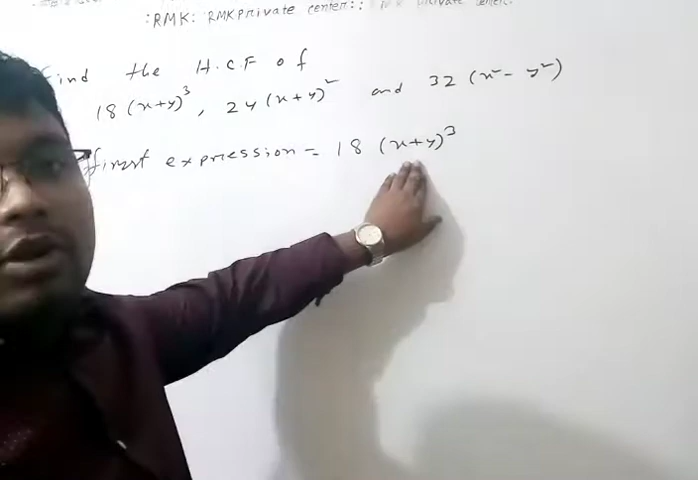 :RMK: RMK Private center::
Find the H.C.F of
18 (x+y)³, 24 (x+y)² and 32 (x² - y²)
first expression = 18 (x+y)³